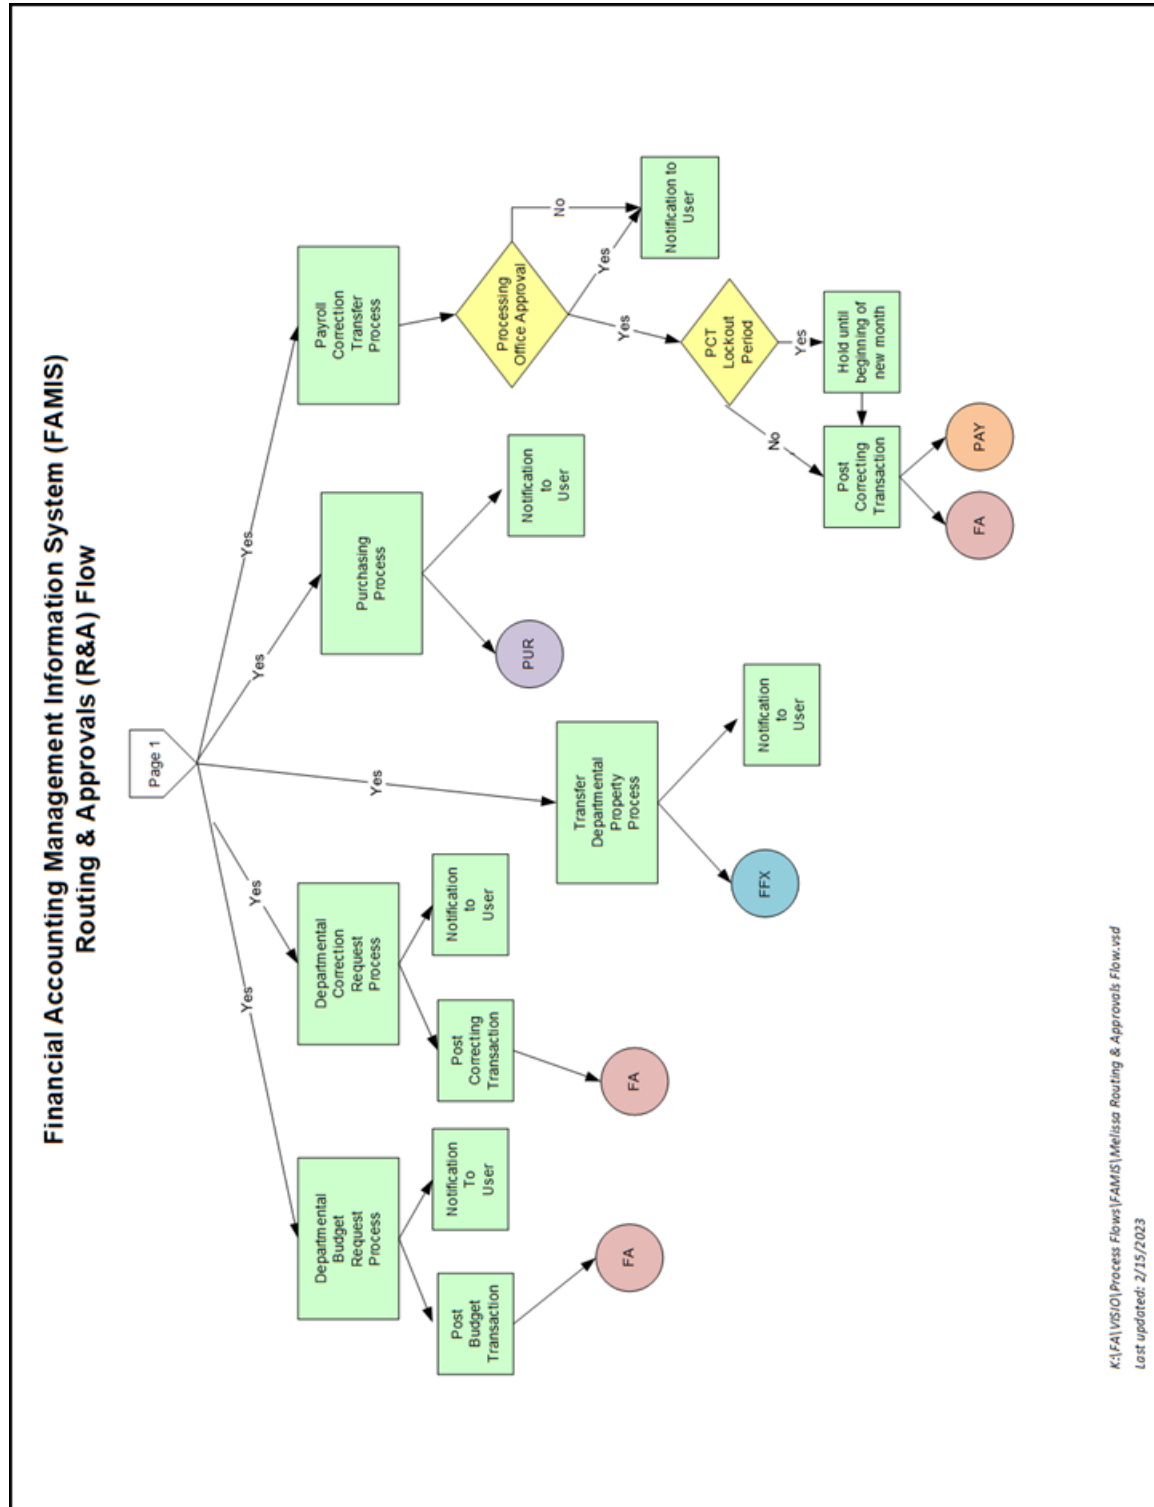 Financial Accounting Management Information System (FAMIS)
Routing & Approvals (R&A) Flow
Page 1
Yes
Yes
Yes
Yes
Yes
Departmental
Budget
Request
Process
Post
Budget
Transaction
Notification
To
User
FA
Departmental
Correction
Request
Process
Post
Correcting
Transaction
Notification
to
User
FA
Transfer
Departmental
Property
Process
FFX
Notification
to
User
Purchasing
Process
PUR
Notification
to
User
Payroll
Correction
Transfer
Process
Processing
Office Approval
No
Yes
Yes
Notification to
User
PCT
Lockout
Period
No
Yes
Post
Correcting
Transaction
Hold until
beginning of
new month
FA
PAY
K:\FA\VISIO\Process Flows\FAMIS\Melissa Routing & Approvals Flow.vsd
Last updated: 2/15/2023